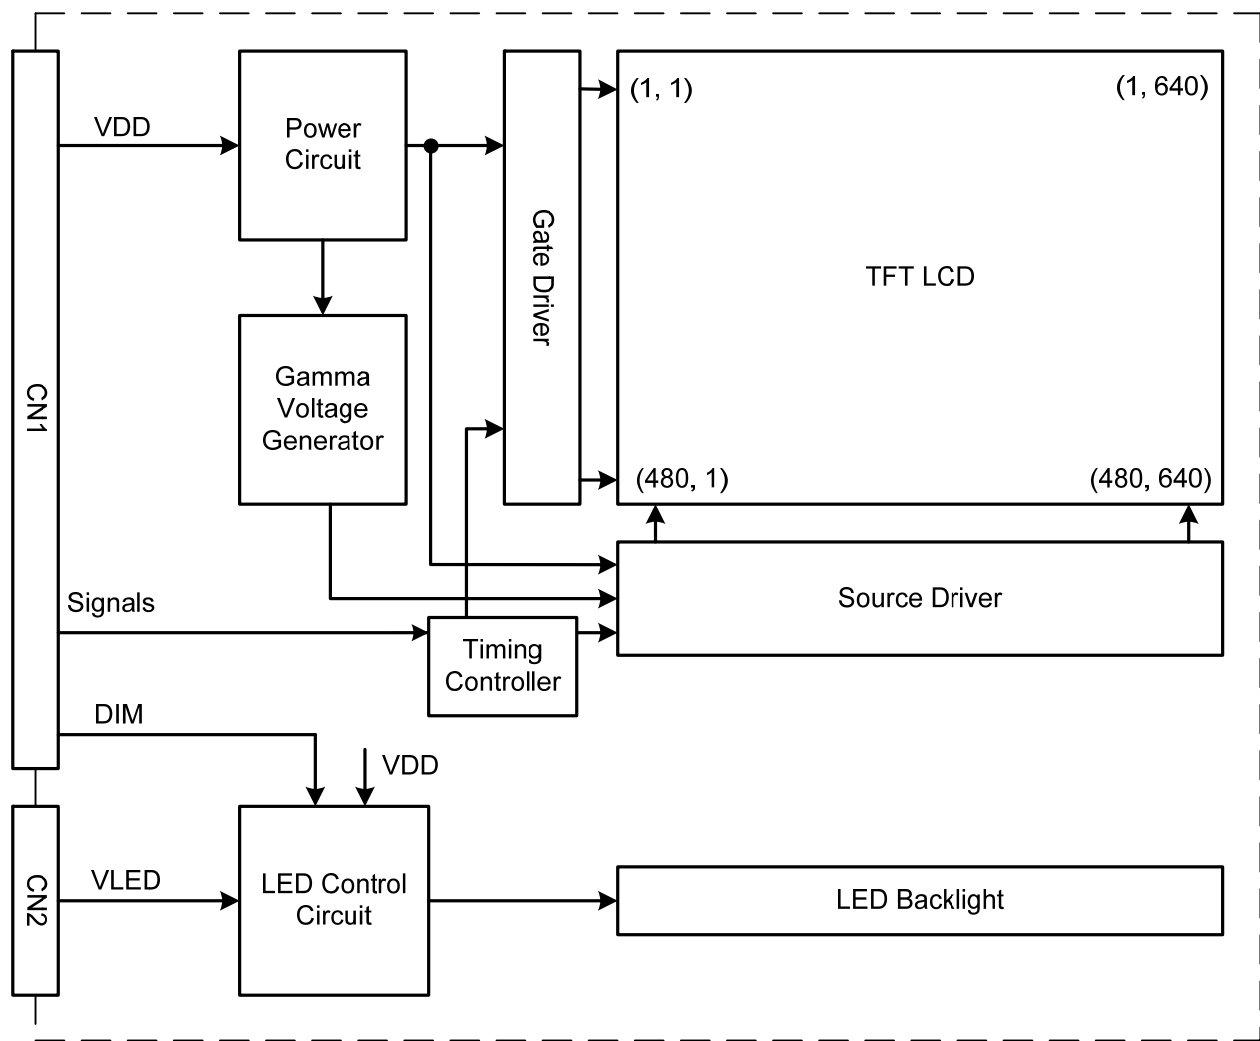 (1, 1)
(1, 640)
VDD
Power
Circuit
Gate Driver
TFT LCD
CN1
Gamma
Voltage
Generator
(480, 1)
(480, 640)
Signals
Source Driver
Timing
Controller
DIM
VDD
CN2
VLED
LED Control
Circuit
LED Backlight